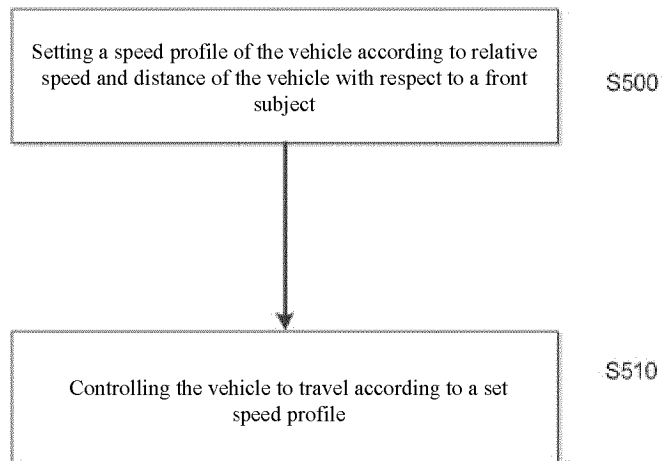 Setting a speed profile of the vehicle according to relative
speed and distance of the vehicle with respect to a front
subject
S500
Controlling the vehicle to travel according to a set
speed profile
S510